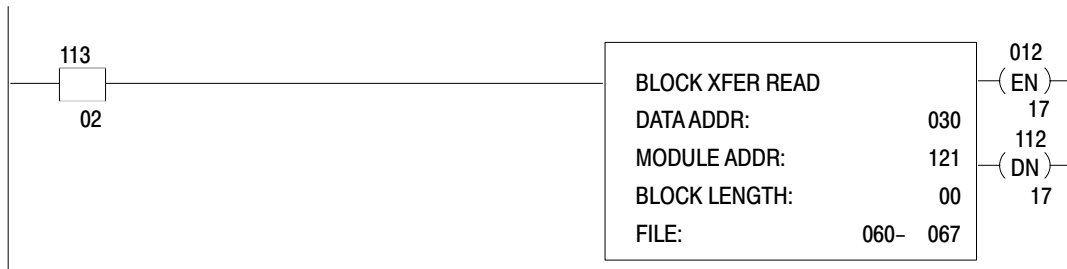 113
02
BLOCK XFER READ
DATA ADDR: 030
MODULE ADDR: 121
BLOCK LENGTH: 00
FILE: 060– 067
012
EN
17
112
DN
17